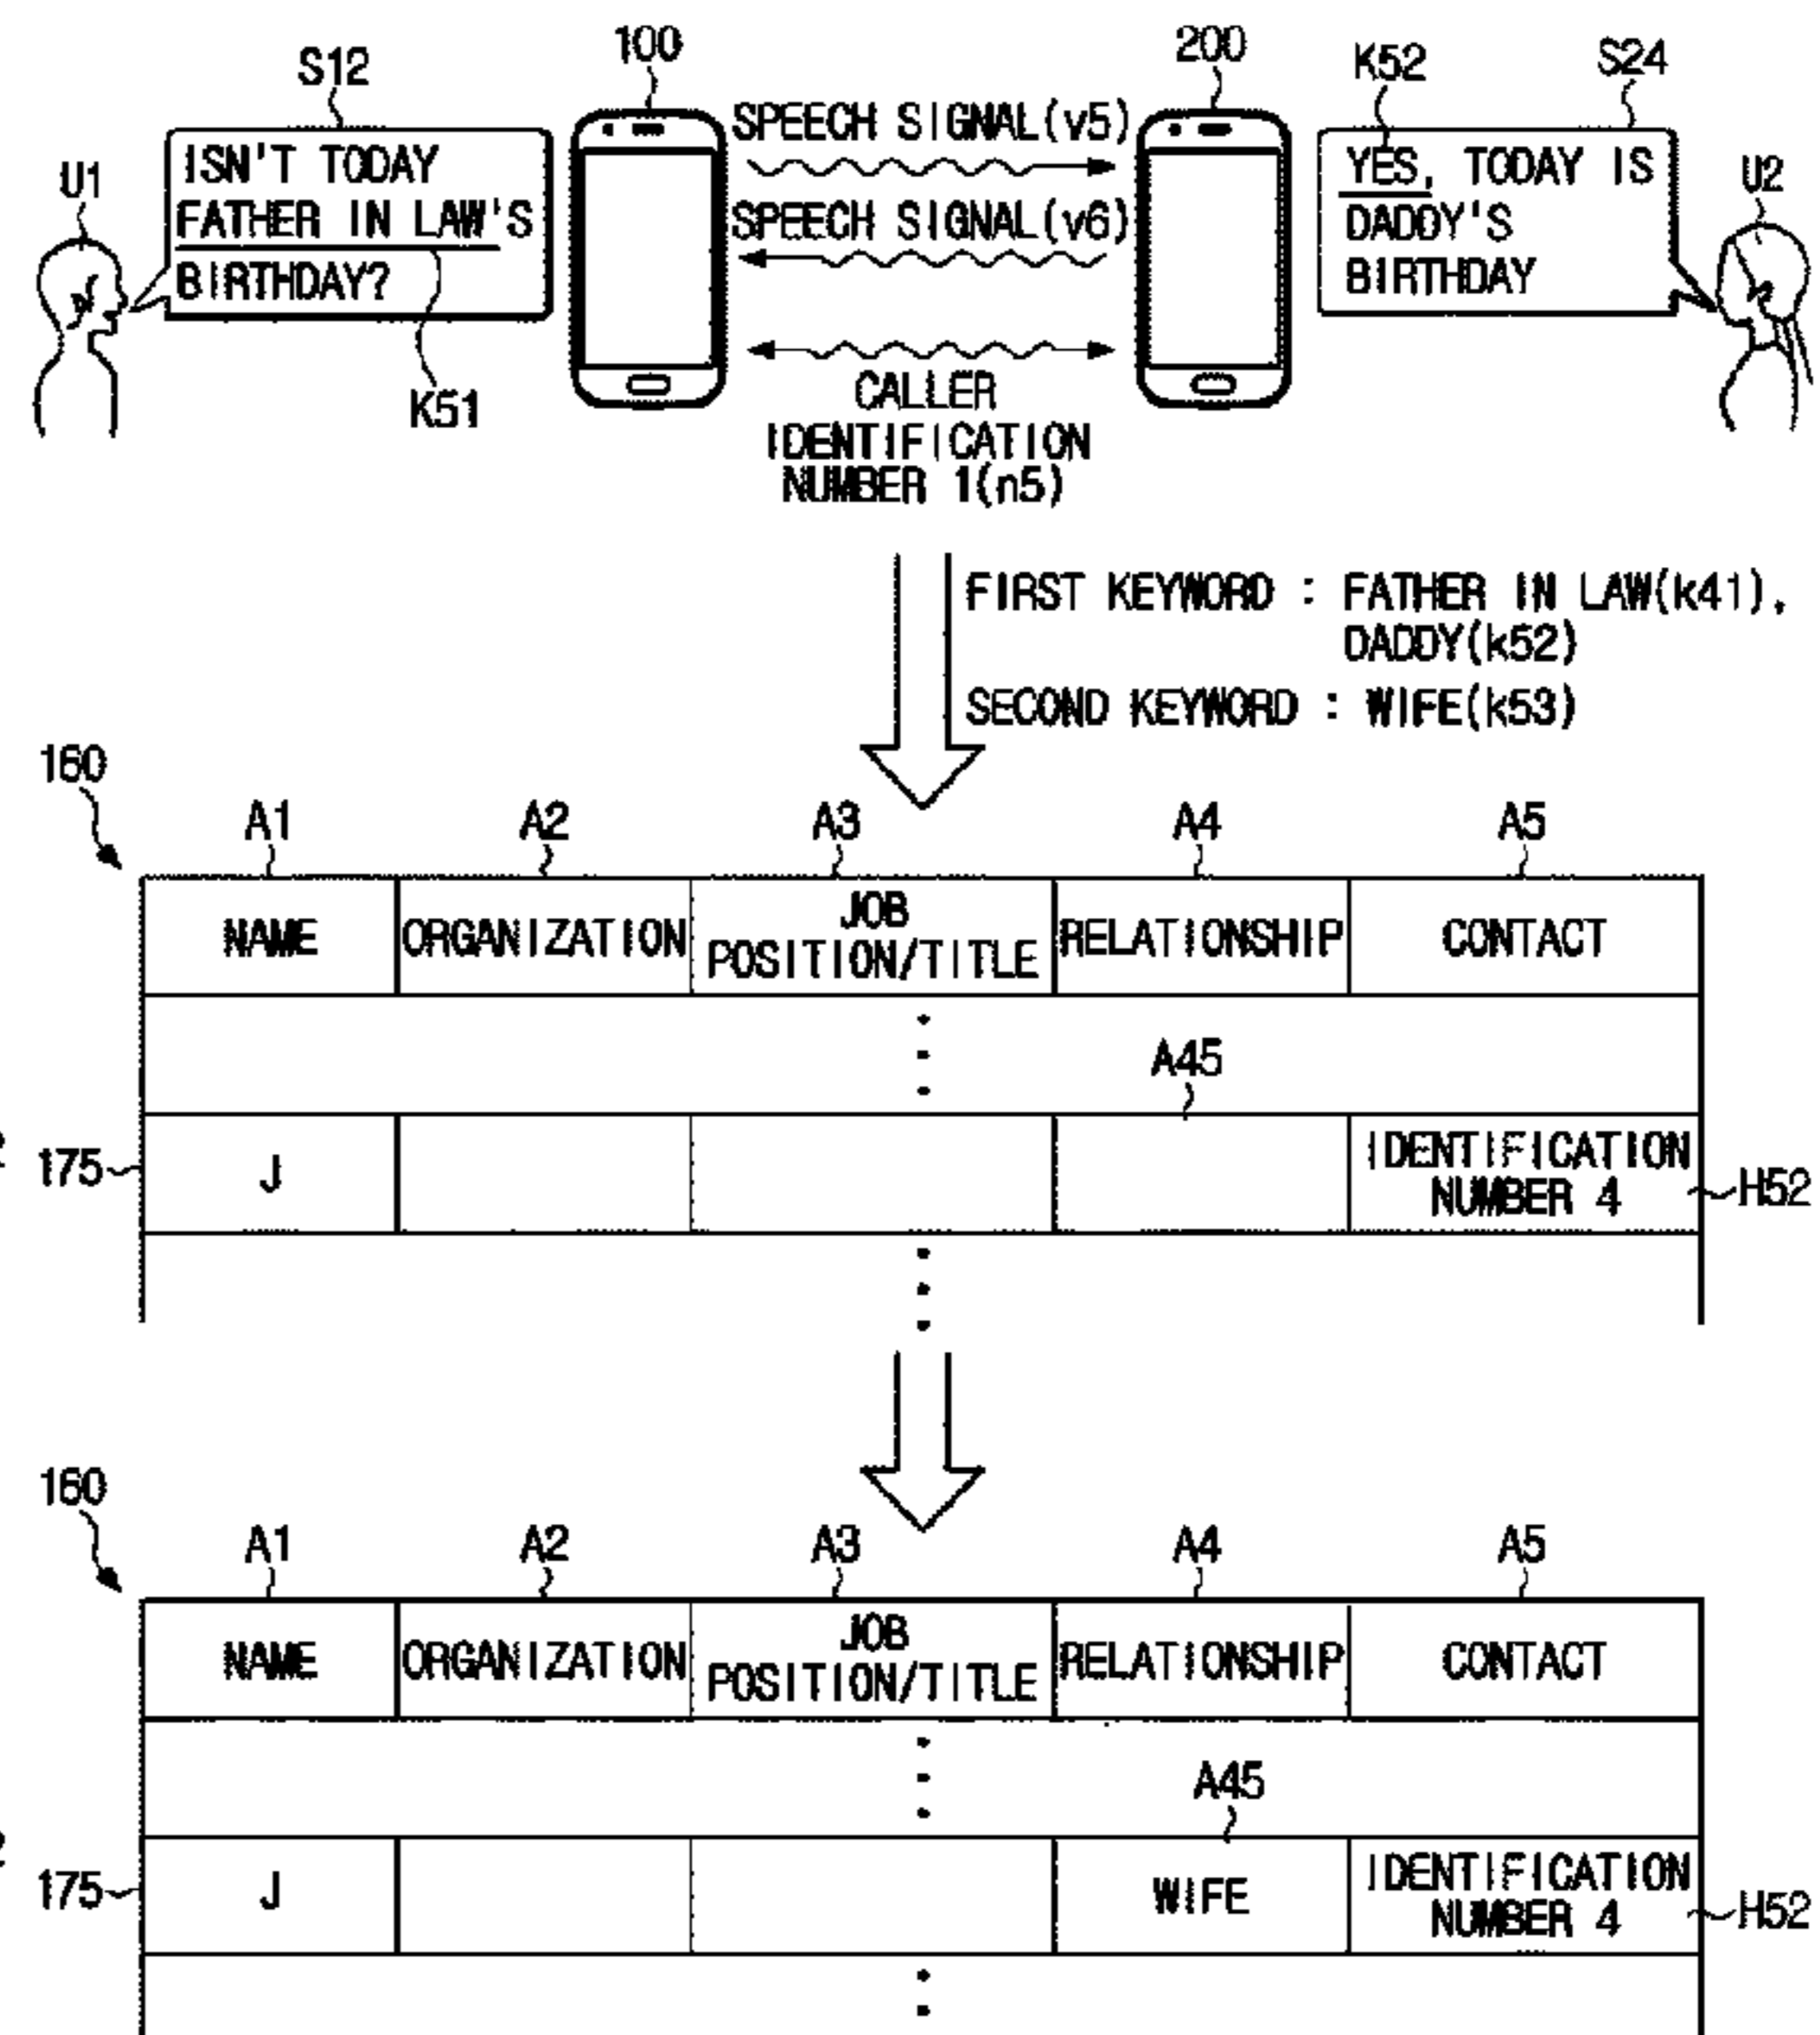 S12
100
200
K52
S24
U1
ISN'T TODAY
FATHER IN LAW'S
BIRTHDAY?
K51
SPEECH SIGNAL(v5)
SPEECH SIGNAL(v6)
YES, TODAY IS
DADDY'S
BIRTHDAY
U2
CALLER
IDENTIFICATION
NUMBER 1(n5)
FIRST KEYWORD : FATHER IN LAW(k41),
DADDY(k52)
SECOND KEYWORD : WIFE(k53)
160
A1 A2 A3 A4 A5
NAME ORGANIZATION JOB POSITION/TITLE RELATIONSHIP CONTACT
A45
175 J IDENTIFICATION NUMBER 4 H52
160
A1 A2 A3 A4 A5
NAME ORGANIZATION JOB POSITION/TITLE RELATIONSHIP CONTACT
A45
175 J WIFE IDENTIFICATION NUMBER 4 H52